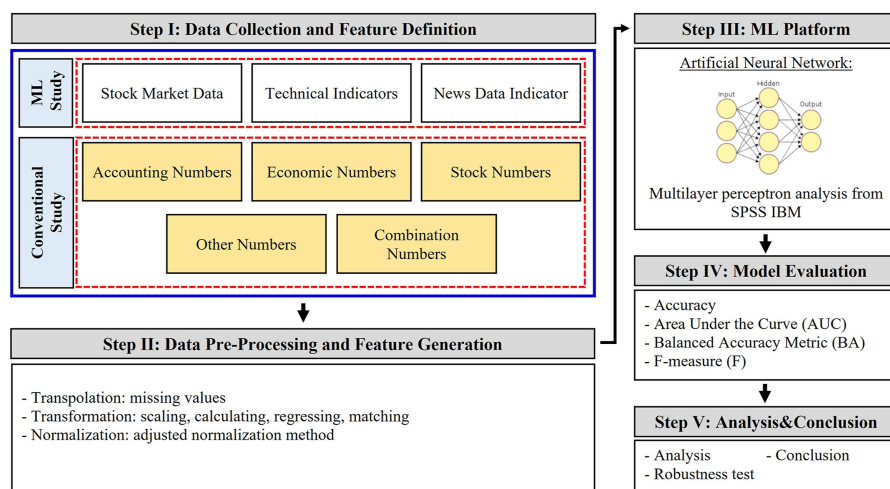 Step I: Data Collection and Feature Definition
ML
Study
Stock Market Data
Technical Indicators
News Data Indicator
Conventional
Study
Accounting Numbers
Economic Numbers
Stock Numbers
Other Numbers
Combination
Numbers
Step II: Data Pre-Processing and Feature Generation
- Transpolation: missing values
- Transformation: scaling, calculating, regressing, matching
- Normalization: adjusted normalization method
Step III: ML Platform
Artificial Neural Network:
Hidden
Input
Output
Multilayer perceptron analysis from
SPSS IBM
Step IV: Model Evaluation
- Accuracy
- Area Under the Curve (AUC)
- Balanced Accuracy Metric (BA)
- F-measure (F)
Step V: Analysis&Conclusion
- Analysis - Conclusion
- Robustness test